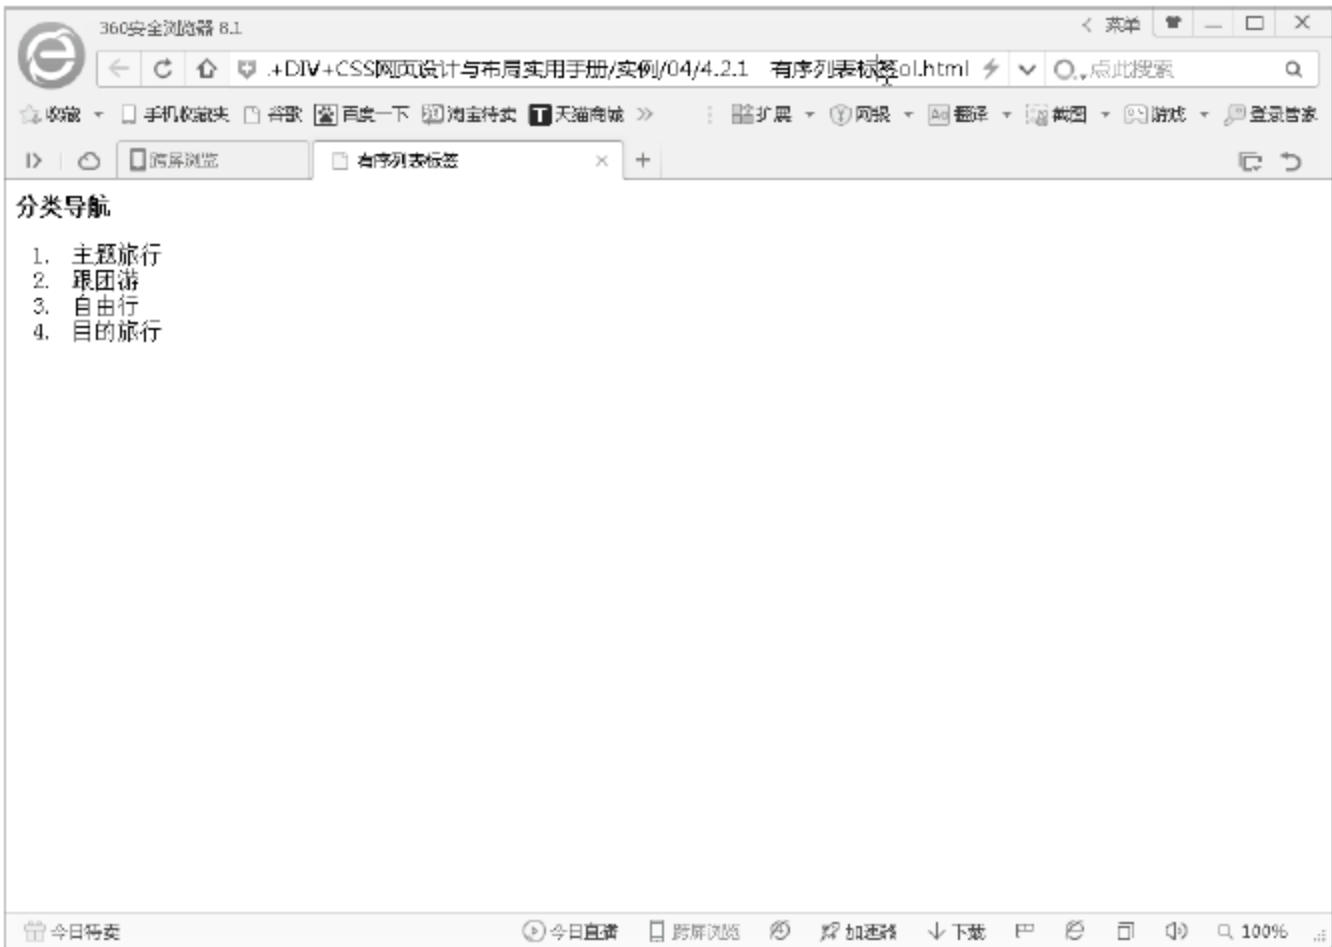 360安全浏览器 8.1
菜单
.+DIV+CSS网页设计与布局实用手册/实例/04/4.2.1 有序列表标签ol.html
点此搜索
收藏 手机收藏夹 谷歌 百度一下 淘宝特卖 T 天猫商城 » 扩展 网银 翻译 截图 游戏 登录管家
跨屏浏览 有序列表标签
分类导航
1. 主题旅行
2. 跟团游
3. 自由行
4. 目的旅行
今日特卖 今日直播 跨屏浏览 加速器 下载 100%